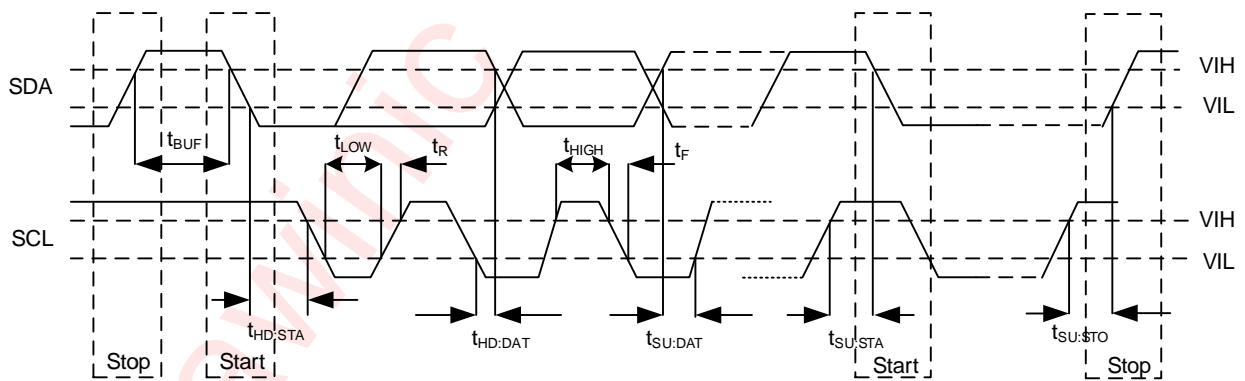 SDA
VIH
VIL
tBUF
tLOW
tR
tHIGH
tF
SCL
VIH
VIL
tHD:STA
tHD:DAT
tSU:DAT
tSU:STA
tSU:STO
Stop
Start
Start
Stop
awinic